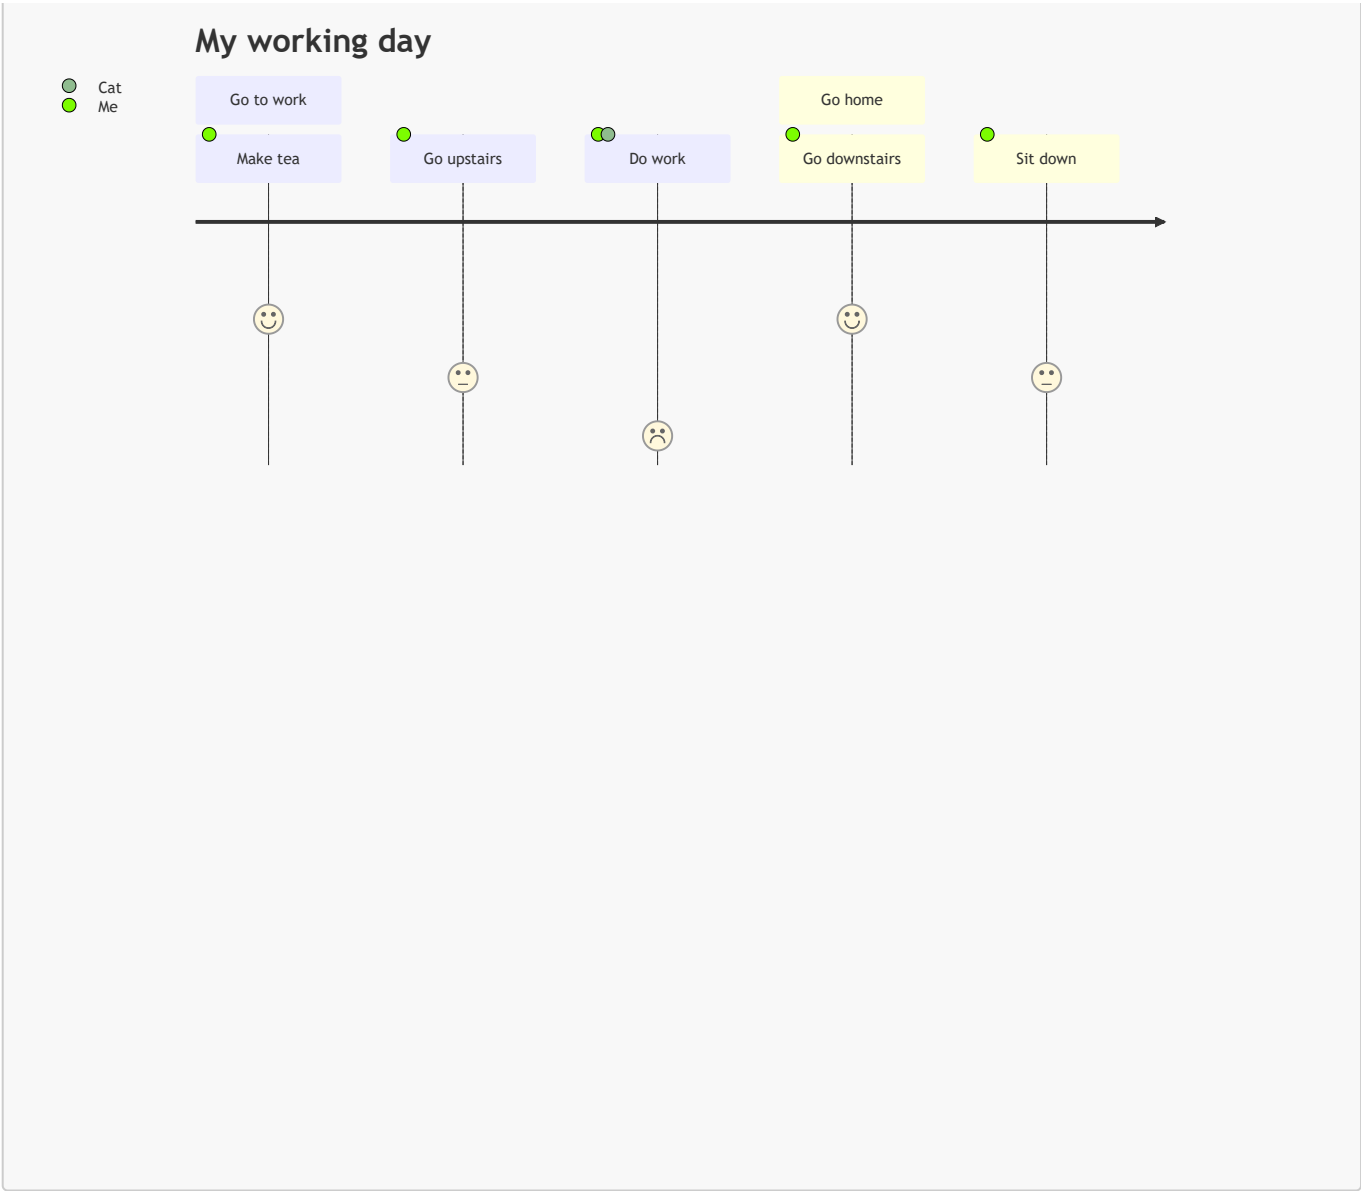 My working day
Cat
Me
Go to work
Go home
Make tea
Go upstairs
Do work
Go downstairs
Sit down